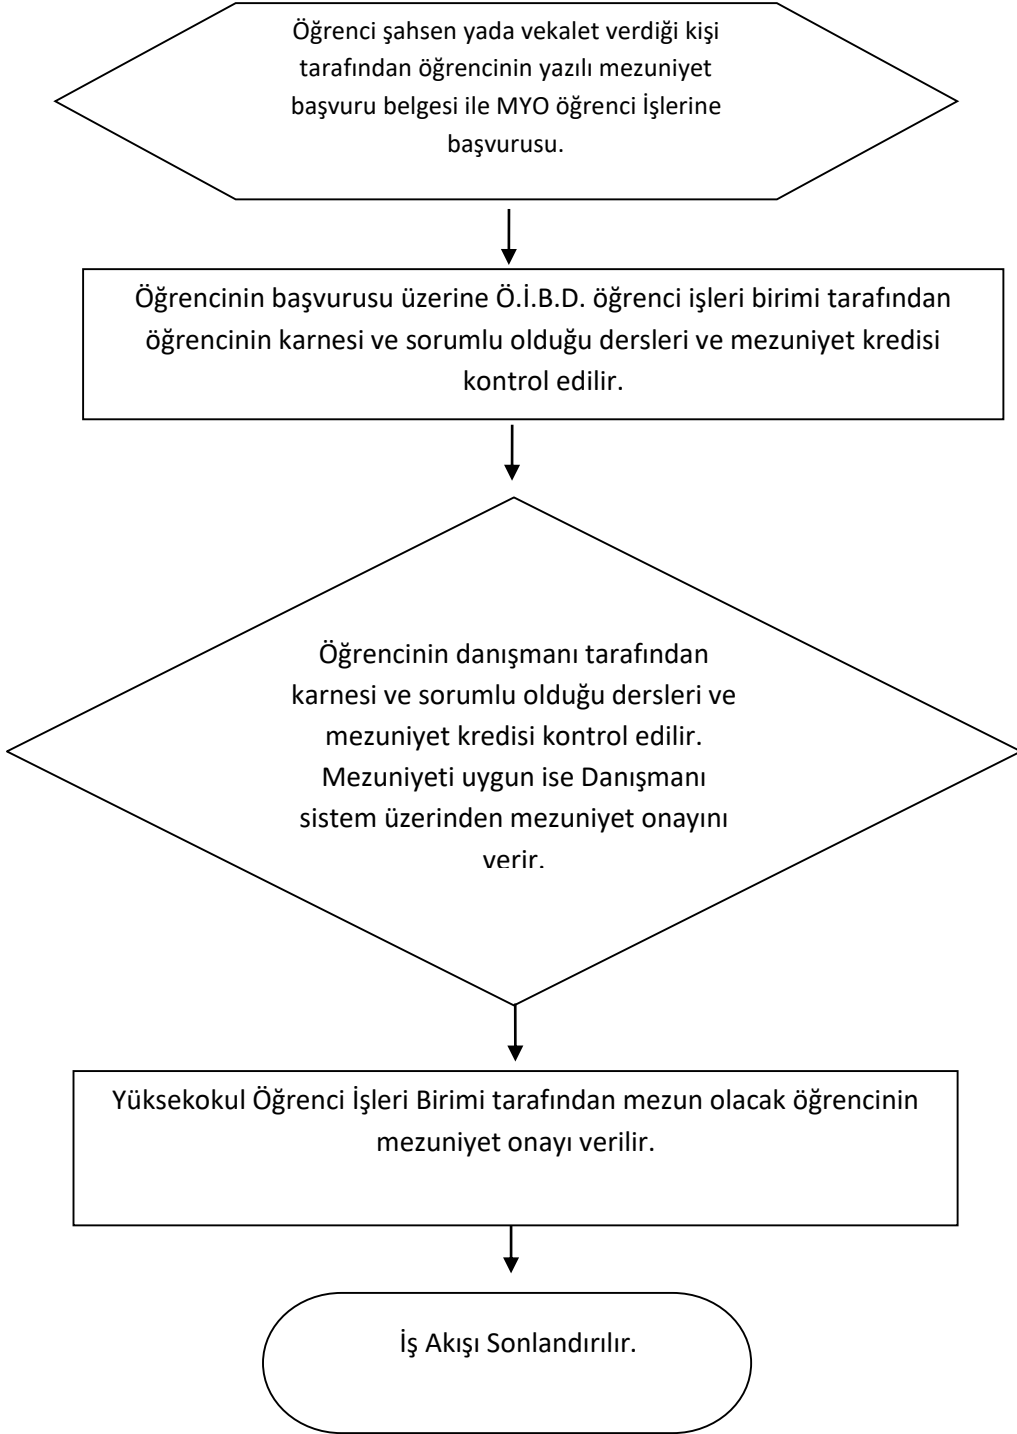 Öğrenci şahsen yada vekalet verdiği kişi
tarafından öğrencinin yazılı mezuniyet
başvuru belgesi ile MYO öğrenci İşlerine
başvurusu.
Öğrencinin başvurusu üzerine Ö.İ.B.D. öğrenci işleri birimi tarafından
öğrencinin karnesi ve sorumlu olduğu dersleri ve mezuniyet kredisi
kontrol edilir.
Öğrencinin danışmanı tarafından
karnesi ve sorumlu olduğu dersleri ve
mezuniyet kredisi kontrol edilir.
Mezuniyeti uygun ise Danışmanı
sistem üzerinden mezuniyet onayını
verir.
Yüksekokul Öğrenci İşleri Birimi tarafından mezun olacak öğrencinin
mezuniyet onayı verilir.
İş Akışı Sonlandırılır.